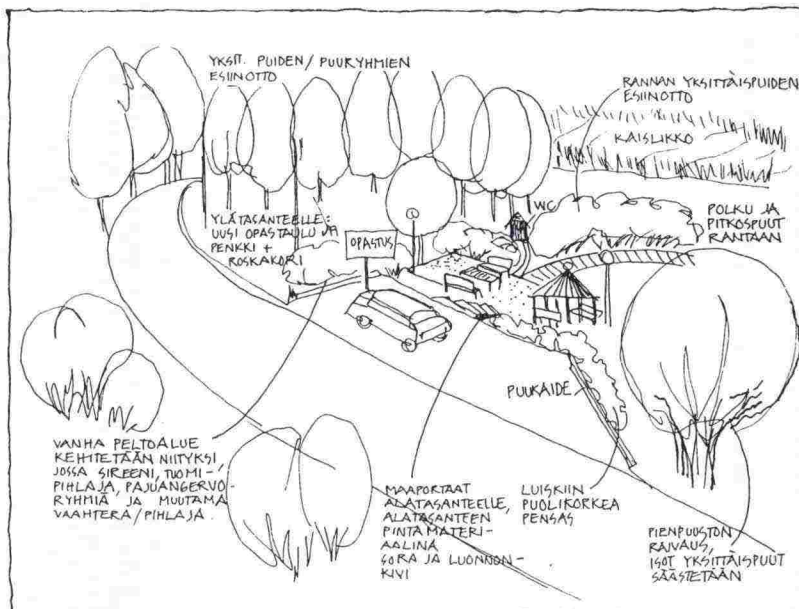 YKSIT. PUIDEN/PUURYHMIEN
ESIINOTTO
RANNAN YKSITTÄISPUIDEN
ESIINOTTO
KAISLIKKO
WC
POLKU JA
PITKOSPUUT
RANTAAN
YLÄTASANTEELLE:
UUSI OPASTAULU JA
PENKKI +
ROSKAKORI
OPASTUS
PUUKAIDE
VANHA PELTOALUE
KEHITETÄÄN NIITYKSI
JOSSA SIREENI, TUOMI-
PIHLAJA, PAJUANGERVO-
RYHMIÄ JA MUUTAMA
VAAHTERA/PIHLAJA
MAAPORTAAT
ALATASANTEELLE,
ALATASANTEEN
PINTAMATERI-
AALINA
SORA JA LUONNON-
KIVI
LUISKIIN
PUOLIKORKEA
PENSAS
PIENPUUSTON
RAIVAUS,
ISOT YKSITTÄISPUUT
SÄÄSTETÄÄN